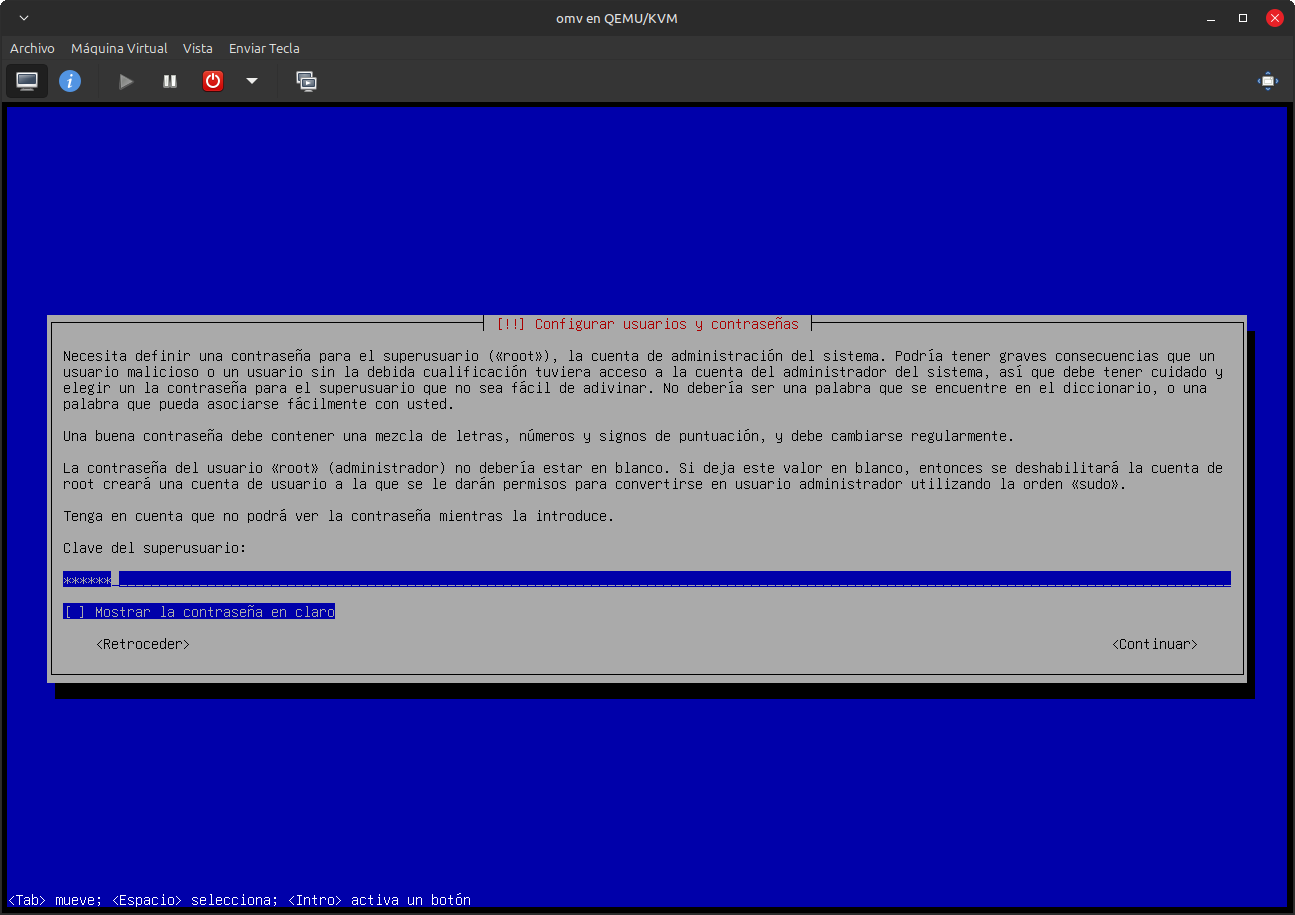 omv en QEMU/KVM
Archivo Máquina Virtual Vista Enviar Tecla
[!!] Configurar usuarios y contraseñas
Necesita definir una contraseña para el superusuario («root»), la cuenta de administración del sistema. Podría tener graves consecuencias que un
usuario malicioso o un usuario sin la debida cualificación tuviera acceso a la cuenta del administrador del sistema, así que debe tener cuidado y
elegir un la contraseña para el superusuario que no sea fácil de adivinar. No debería ser una palabra que se encuentre en el diccionario, o una
palabra que pueda asociarse fácilmente con usted.
Una buena contraseña debe contener una mezcla de letras, números y signos de puntuación, y debe cambiarse regularmente.
La contraseña del usuario «root» (administrador) no debería estar en blanco. Si deja este valor en blanco, entonces se deshabilitará la cuenta de
root creará una cuenta de usuario a la que se le darán permisos para convertirse en usuario administrador utilizando la orden «sudo».
Tenga en cuenta que no podrá ver la contraseña mientras la introduce.
Clave del superusuario:
******
[ ] Mostrar la contraseña en claro
<Retroceder> <Continuar>
<Tab> mueve; <Espacio> selecciona; <Intro> activa un botón